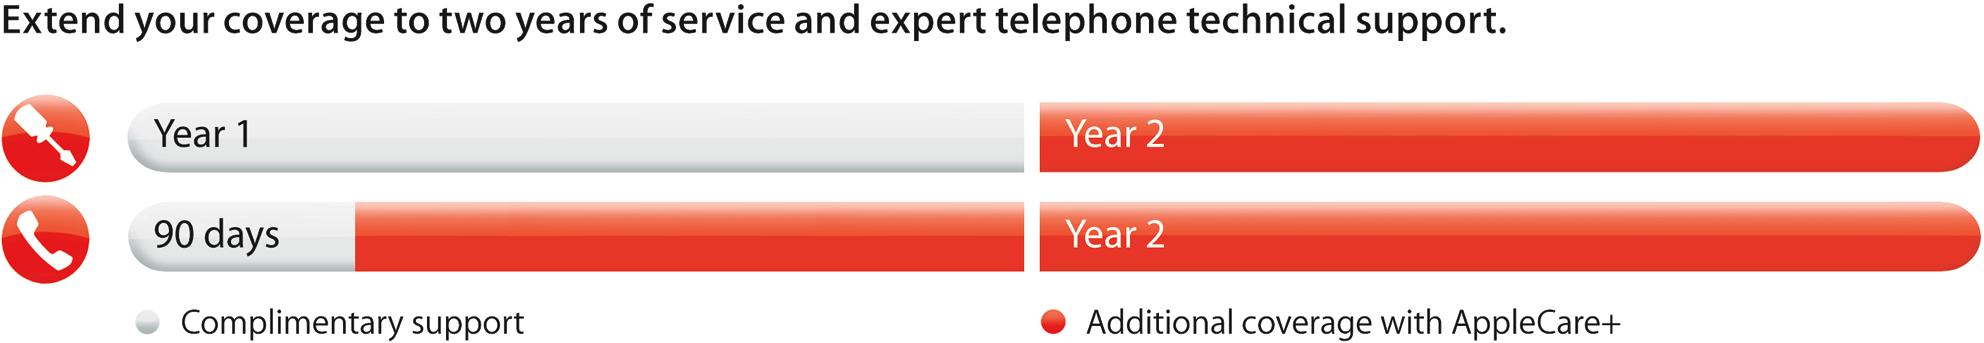 Extend your coverage to two years of service and expert telephone technical support.
Year 1 Year 2
90 days Year 2
Complimentary support Additional coverage with AppleCare+